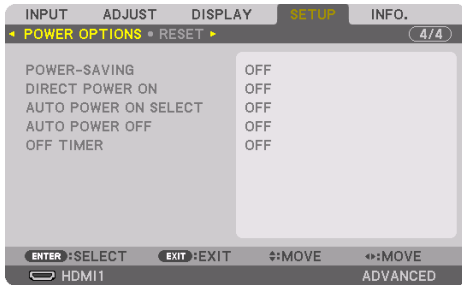 INPUT ADJUST DISPLAY SETUP INFO.
POWER OPTIONS • RESET 4/4
POWER-SAVING OFF
DIRECT POWER ON OFF
AUTO POWER ON SELECT OFF
AUTO POWER OFF OFF
OFF TIMER OFF
ENTER :SELECT EXIT :EXIT :MOVE :MOVE
HDMI1 ADVANCED